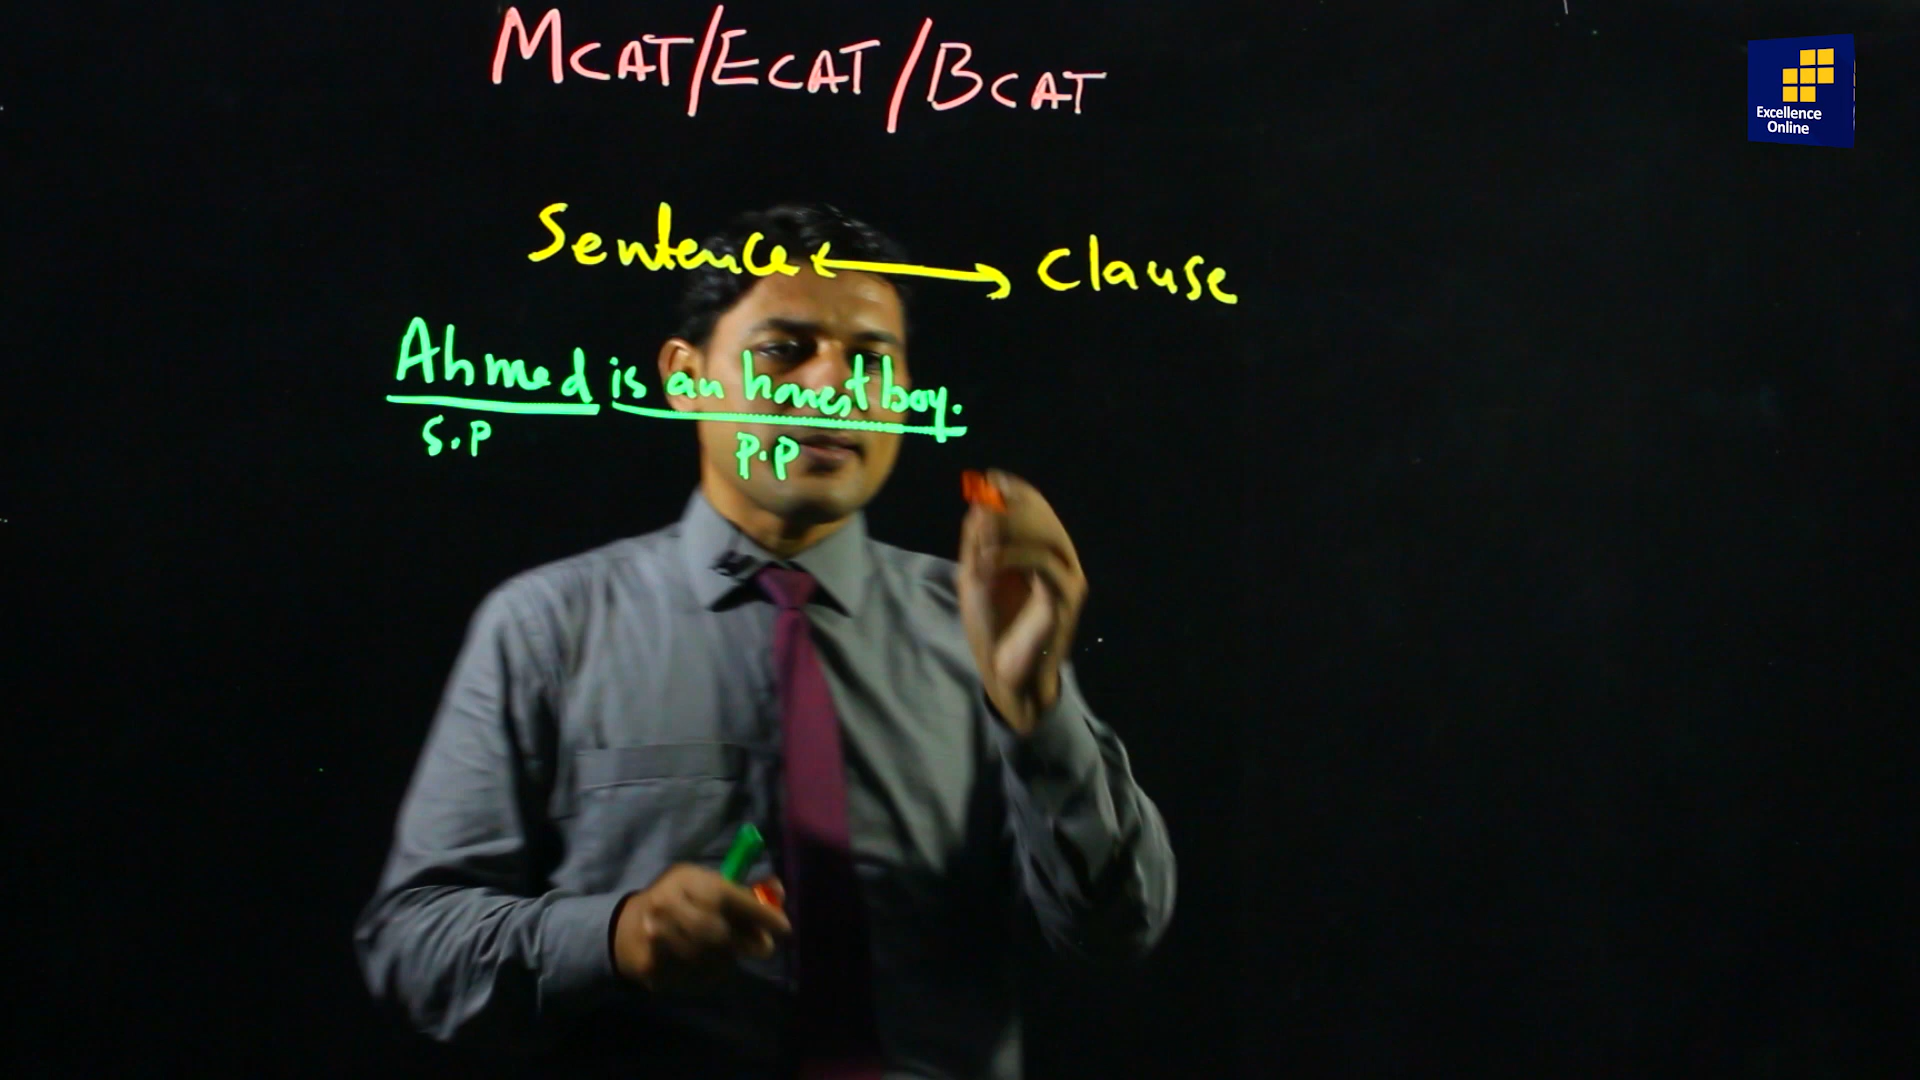 MCAT/ECAT/BCAT
Excellence
Online
Sentence Clause
Ahmed is an honest boy.
S.P P.P